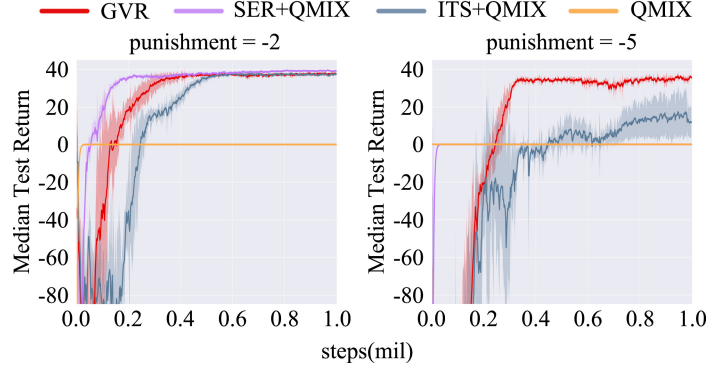 GVR SER+QMIX ITS+QMIX QMIX
punishment = -2 punishment = -5
Median Test Return
40
20
0
-20
-40
-60
-80
0.0 0.2 0.4 0.6 0.8 1.0
Median Test Return
40
20
0
-20
-40
-60
-80
0.0 0.2 0.4 0.6 0.8 1.0
steps(mil)